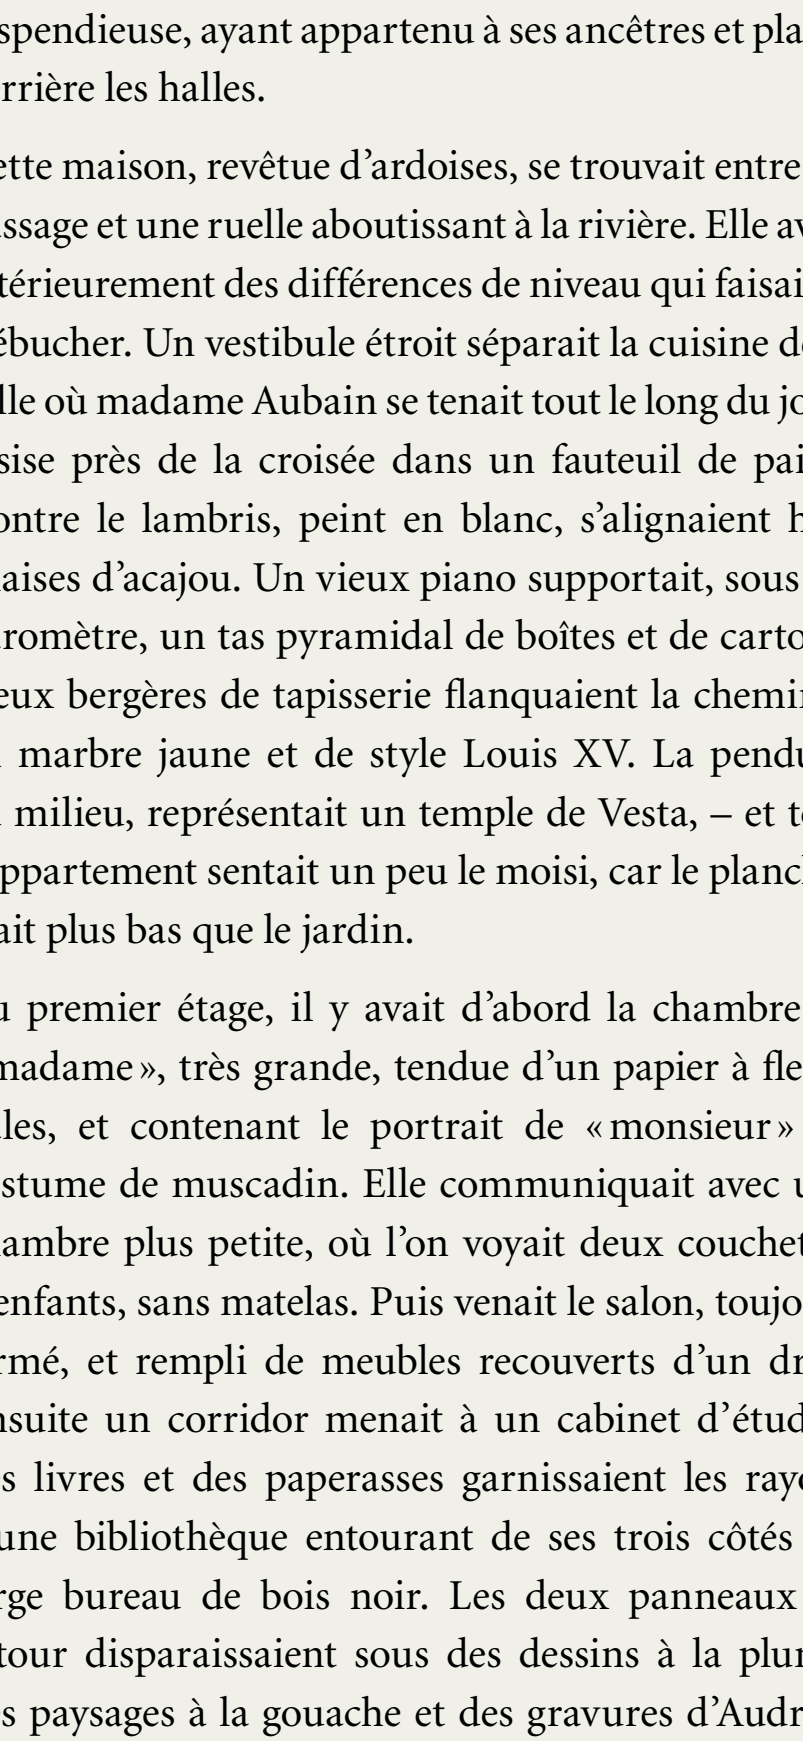 spendieuse, ayant appartenu à ses ancêtres et pla
rrière les halles.
ette maison, revêtue d’ardoises, se trouvait entre
ssage et une ruelle aboutissant à la rivière. Elle av
térieurement des différences de niveau qui faisai
ébucher. Un vestibule étroit séparait la cuisine de
lle où madame Aubain se tenait tout le long du jo
sise près de la croisée dans un fauteuil de pai
ontre le lambris, peint en blanc, s’alignaient h
aises d’acajou. Un vieux piano supportait, sous
romètre, un tas pyramidal de boîtes et de carto
eux bergères de tapisserie flanquaient la chemin
marbre jaune et de style Louis XV. La pendu
milieu, représentait un temple de Vesta, – et to
ppartement sentait un peu le moisi, car le planch
ait plus bas que le jardin.
u premier étage, il y avait d’abord la chambre
madame », très grande, tendue d’un papier à fle
les, et contenant le portrait de « monsieur »
stume de muscadin. Elle communiquait avec u
ambre plus petite, où l’on voyait deux couchet
enfants, sans matelas. Puis venait le salon, toujo
rmé, et rempli de meubles recouverts d’un dr
nsuite un corridor menait à un cabinet d’étud
s livres et des paperasses garnissaient les rayo
une bibliothèque entourant de ses trois côtés
rge bureau de bois noir. Les deux panneaux
tour disparaissaient sous des dessins à la plum
s paysages à la gouache et des gravures d’Audr